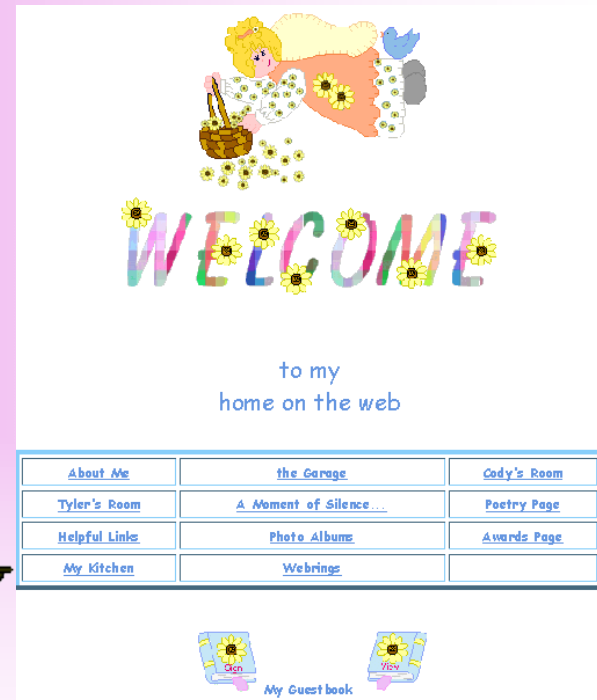 WELCOME
to my
home on the web
About Me the Garage Cody's Room
Tyler's Room A Moment of Silence... Poetry Page
Helpful Links Photo Albums Awards Page
My Kitchen Webrings
Sign View
My Guestbook